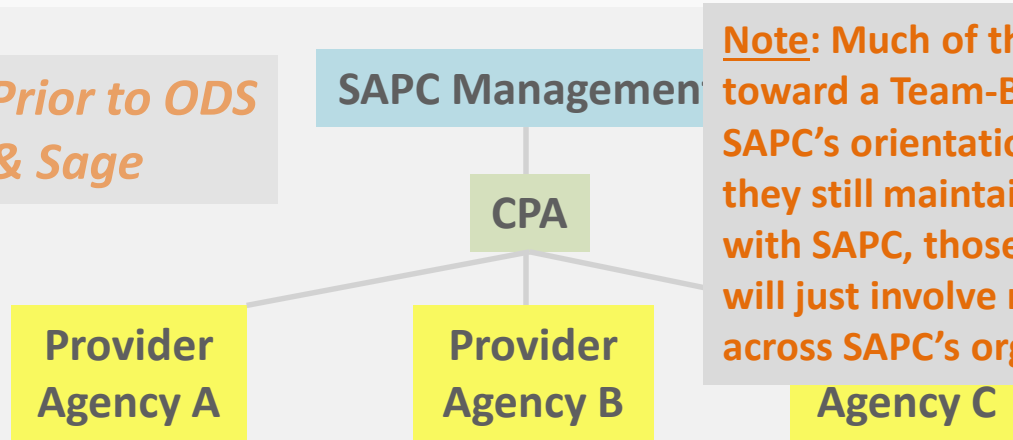 Prior to ODS
& Sage
SAPC Management
CPA
Provider
Agency A
Provider
Agency B
Agency C
Note: Much of th
toward a Team-B
SAPC's orientatio
they still maintai
with SAPC, those
will just involve
across SAPC's org